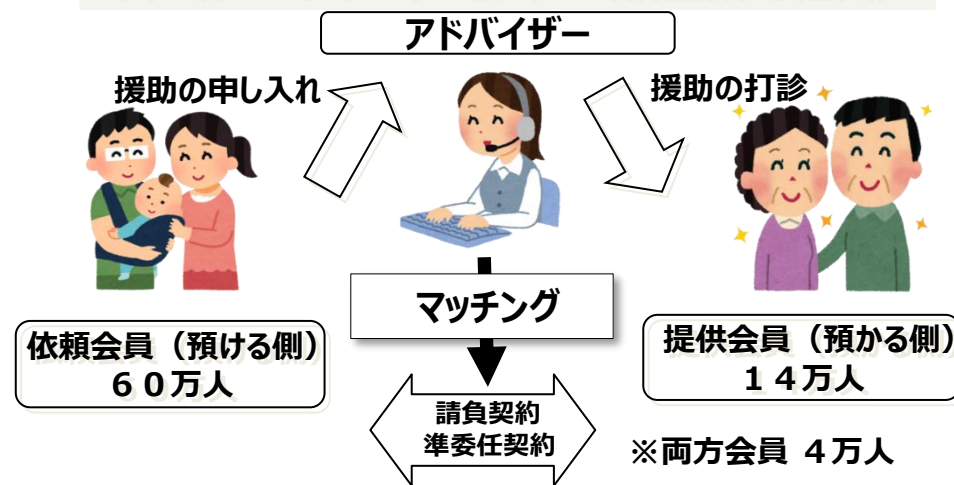 アドバイザー
援助の申し入れ
援助の打診
マッチング
依頼会員（預ける側）
６０万人
提供会員（預かる側）
１４万人
請負契約
準委任契約
※両方会員 ４万人